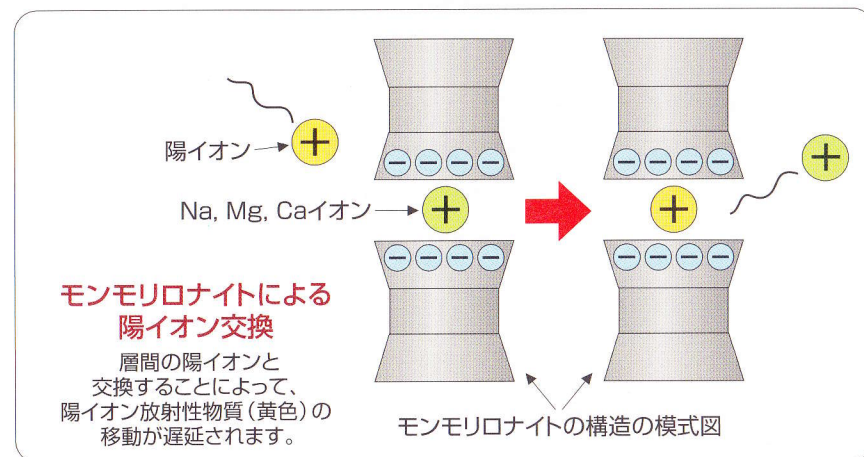 陽イオン
Na, Mg, Caイオン
モンモリロナイトによる
陽イオン交換
層間の陽イオンと
交換することによって、
陽イオン放射性物質（黄色）の
移動が遅延されます。
モンモリロナイトの構造の模式図